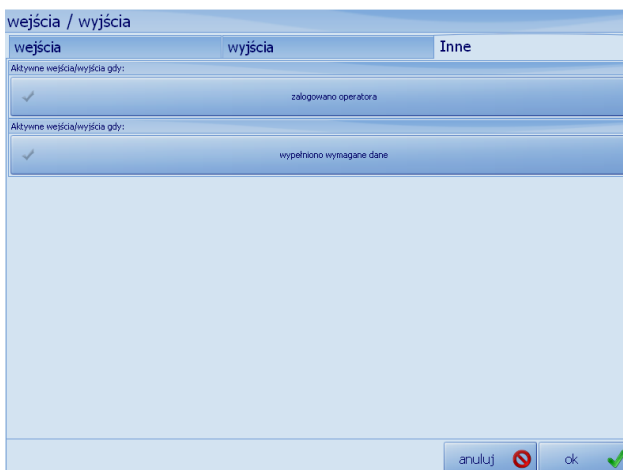 wejścia / wyjścia
wejścia wyjścia Inne
Aktywne wejścia/wyjścia gdy:
zalogowano operatora
Aktywne wejścia/wyjścia gdy:
wypełniono wymagane dane
anuluj ok